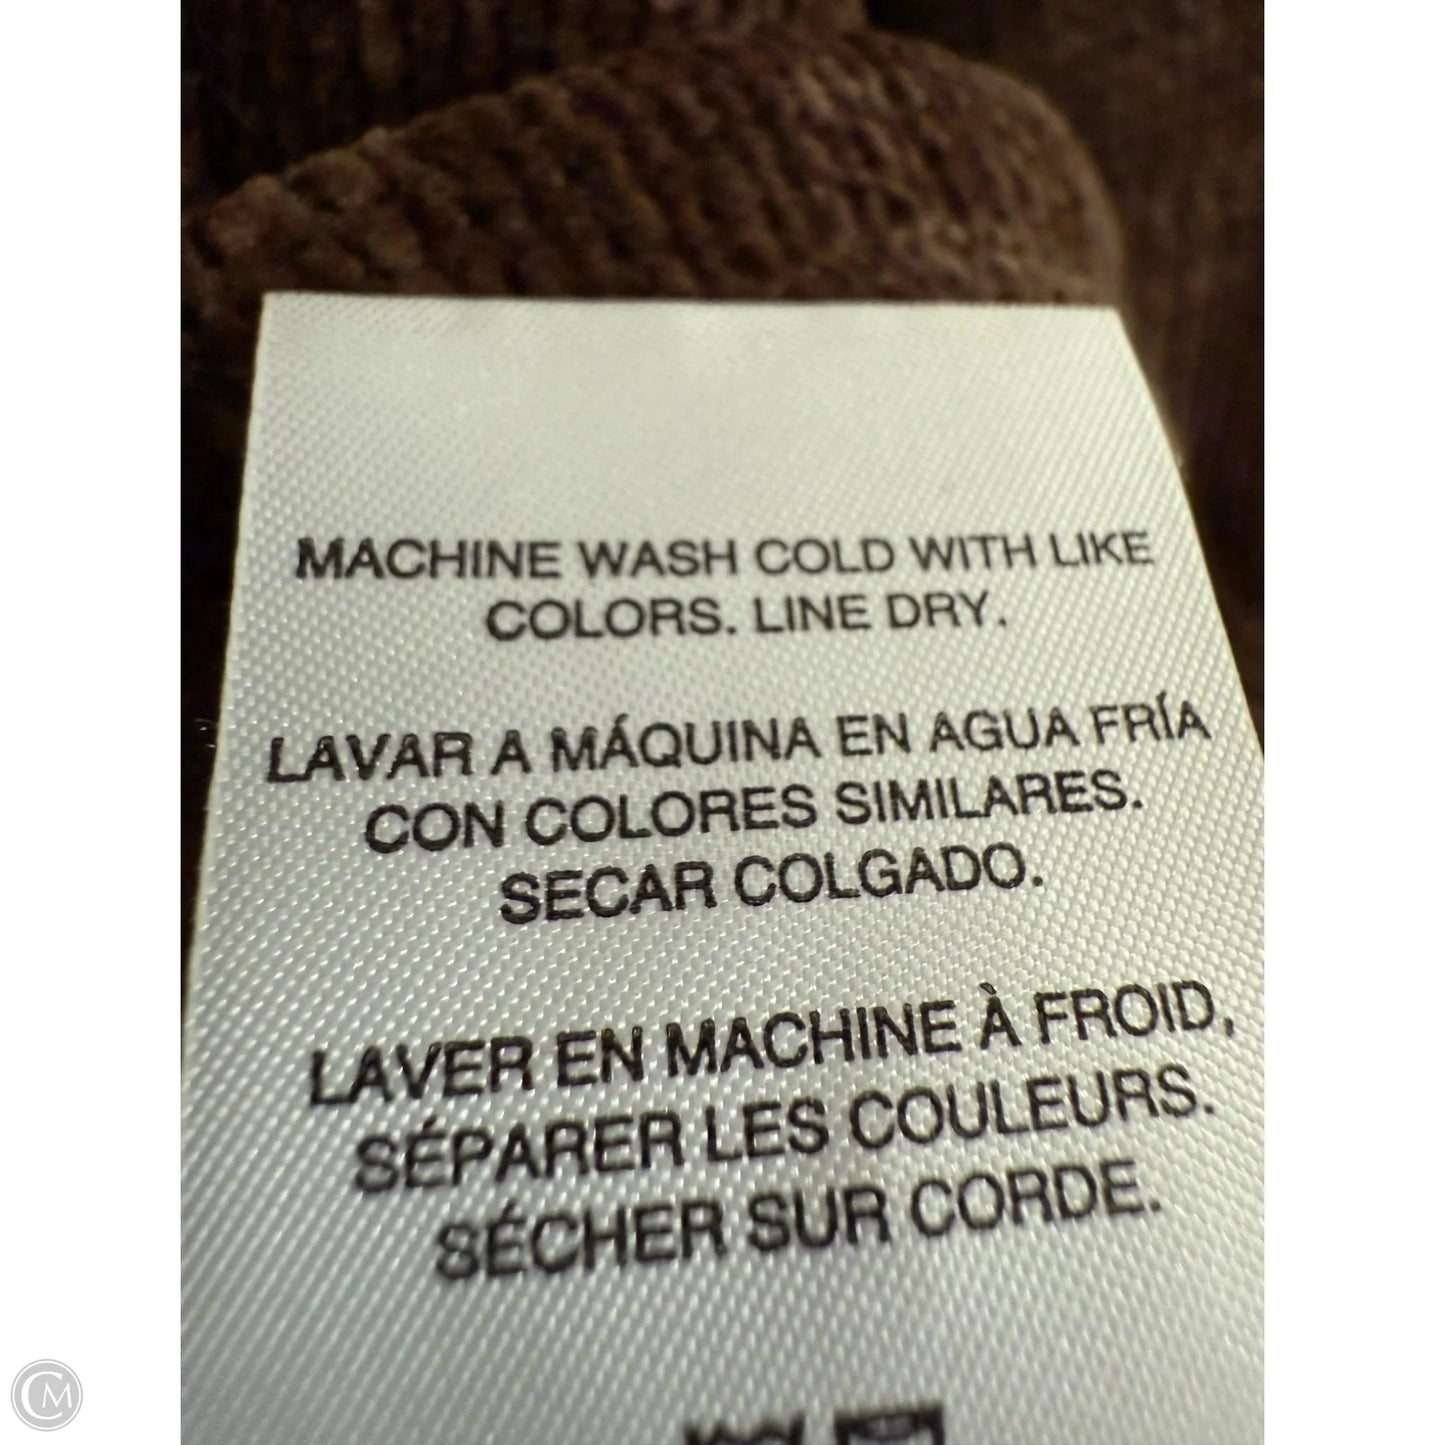 MACHINE WASH COLD WITH LIKE
COLORS. LINE DRY.
LAVAR A MÁQUINA EN AGUA FRÍA
CON COLORES SIMILARES.
SECAR COLGADO.
LAVER EN MACHINE À FROID,
SÉPARER LES COULEURS.
SÉCHER SUR CORDE.
CM